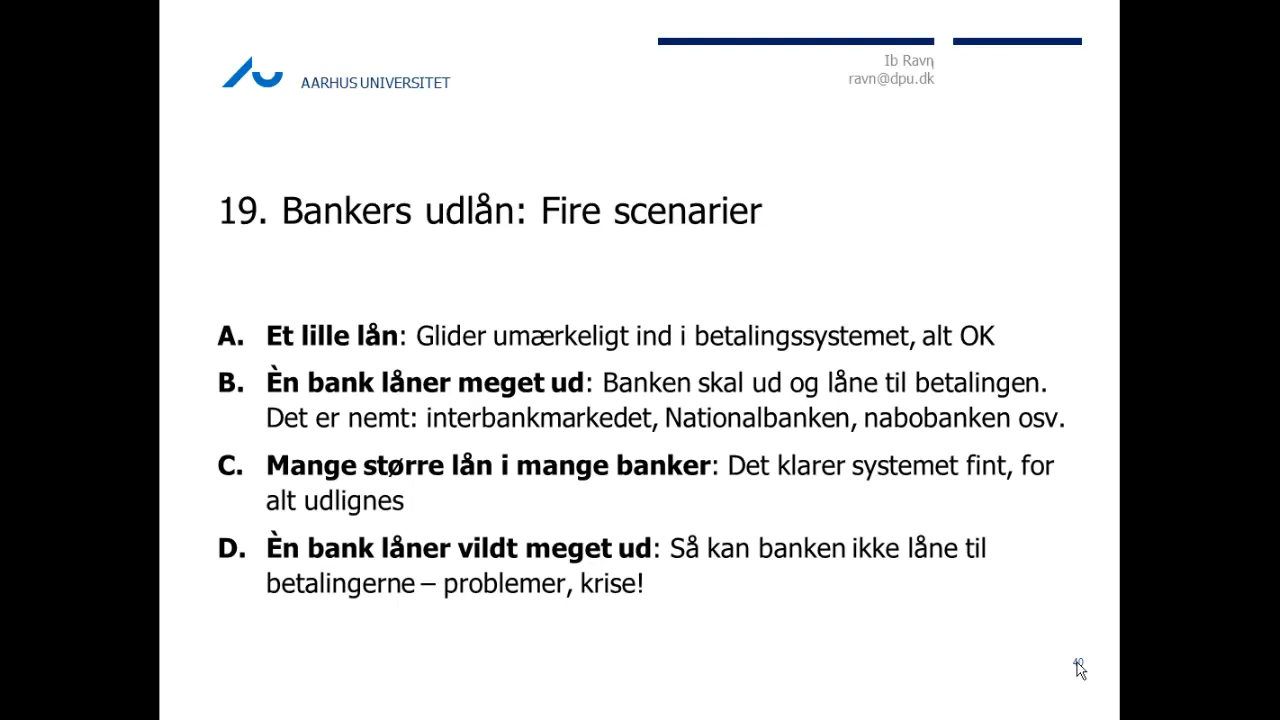 Ib Ravn
ravn@dpu.dk
AARHUS UNIVERSITET
19. Bankers udlån: Fire scenarier
A. Et lille lån: Glider umærkeligt ind i betalingssystemet, alt OK
B. Èn bank låner meget ud: Banken skal ud og låne til betalingen.
Det er nemt: interbankmarkedet, Nationalbanken, nabobanken osv.
C. Mange større lån i mange banker: Det klarer systemet fint, for
alt udlignes
D. Èn bank låner vildt meget ud: Så kan banken ikke låne til
betalingerne – problemer, krise!
40